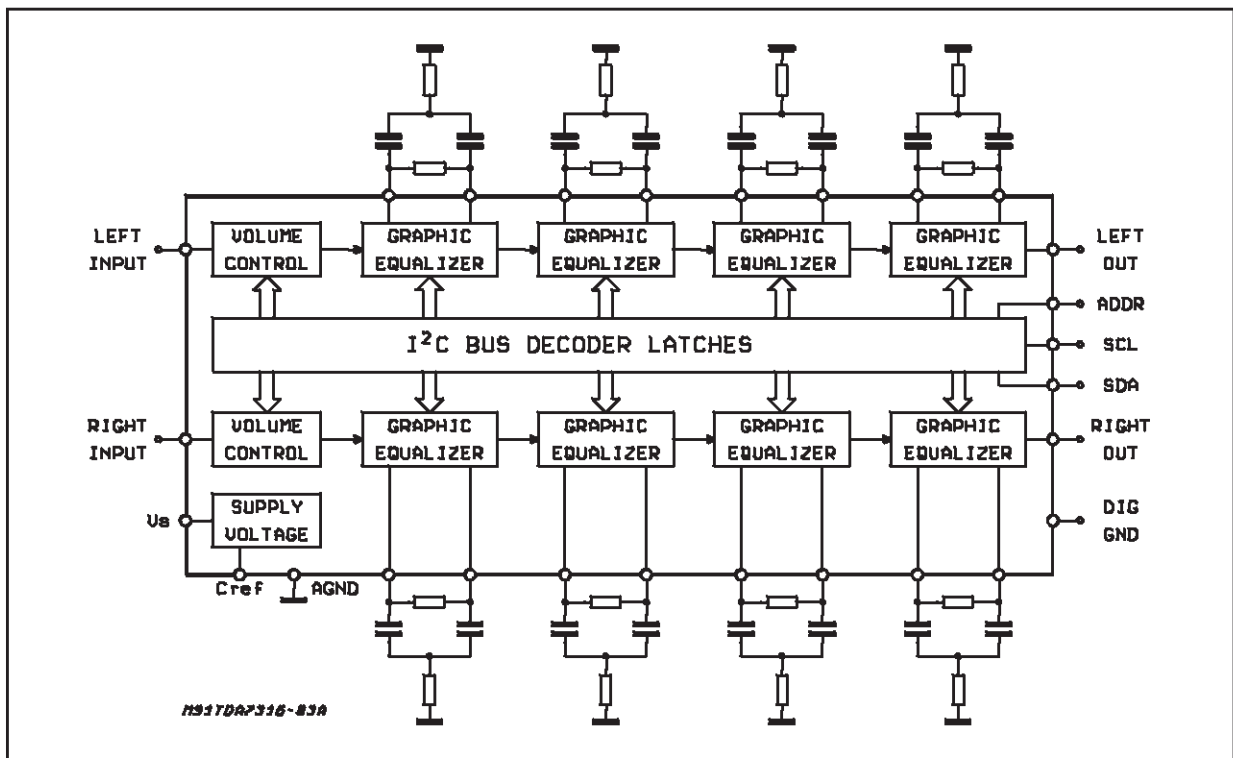 LEFT
INPUT
VOLUME
CONTROL
GRAPHIC
EQUALIZER
GRAPHIC
EQUALIZER
GRAPHIC
EQUALIZER
GRAPHIC
EQUALIZER
LEFT
OUT
ADDR
I²C BUS DECODER LATCHES
SCL
SDA
RIGHT
INPUT
VOLUME
CONTROL
GRAPHIC
EQUALIZER
GRAPHIC
EQUALIZER
GRAPHIC
EQUALIZER
GRAPHIC
EQUALIZER
RIGHT
OUT
Vs
SUPPLY
VOLTAGE
DIG
GND
Cref
AGND
M91TDA7316-03A